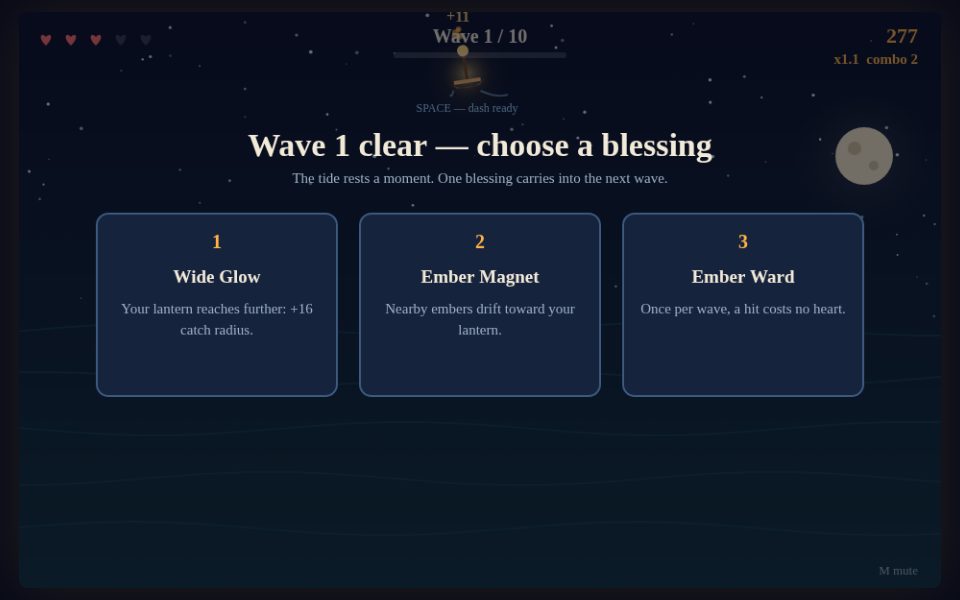 +11
Wave 1 / 10
277
x1.1 combo 2
SPACE — dash ready
Wave 1 clear — choose a blessing
The tide rests a moment. One blessing carries into the next wave.
1
Wide Glow
Your lantern reaches further: +16
catch radius.
2
Ember Magnet
Nearby embers drift toward your
lantern.
3
Ember Ward
Once per wave, a hit costs no heart.
M mute